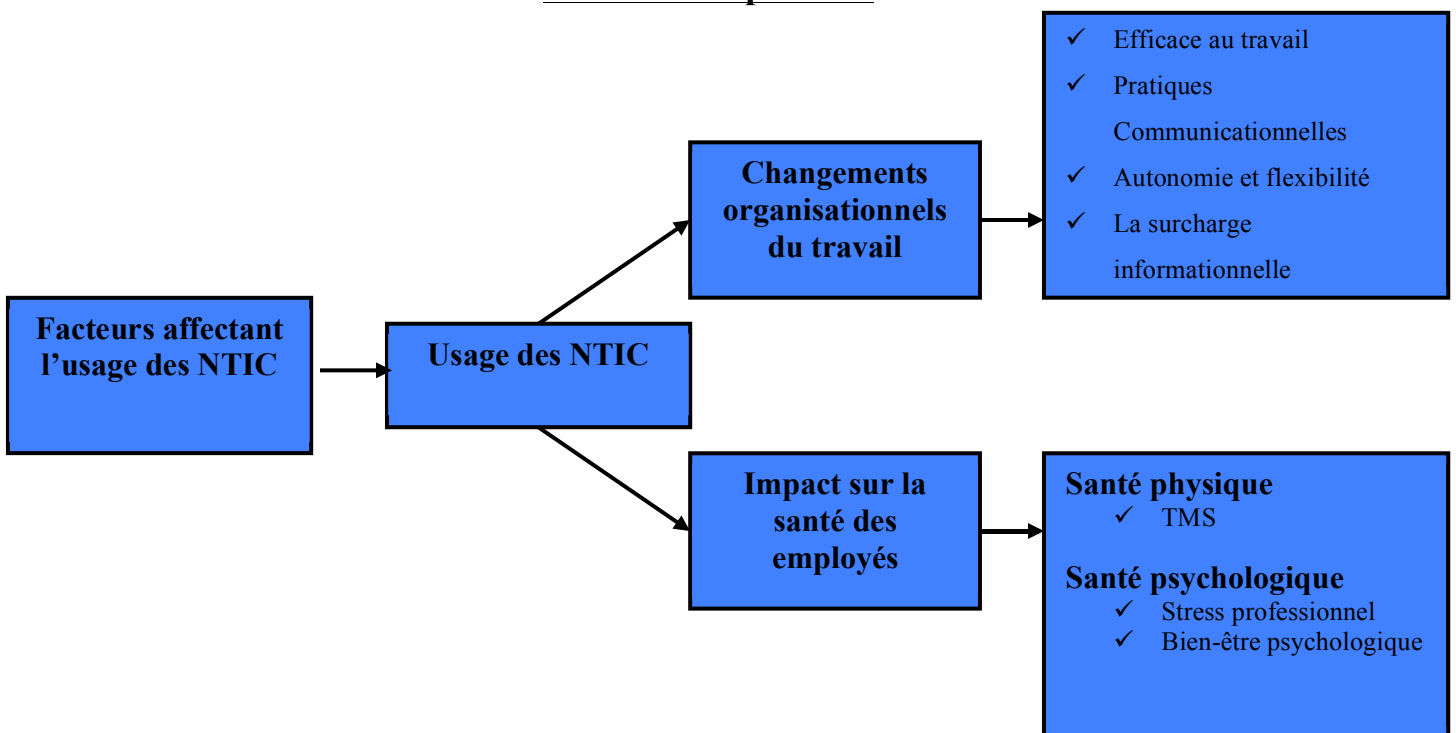 ✓ Efficace au travail
✓ Pratiques
Communicationnelles
✓ Autonomie et flexibilité
✓ La surcharge
informationnelle
Changements
organisationnels
du travail
Facteurs affectant
l’usage des NTIC
Usage des NTIC
Impact sur la
santé des
employés
Santé physique
✓ TMS
Santé psychologique
✓ Stress professionnel
✓ Bien-être psychologique